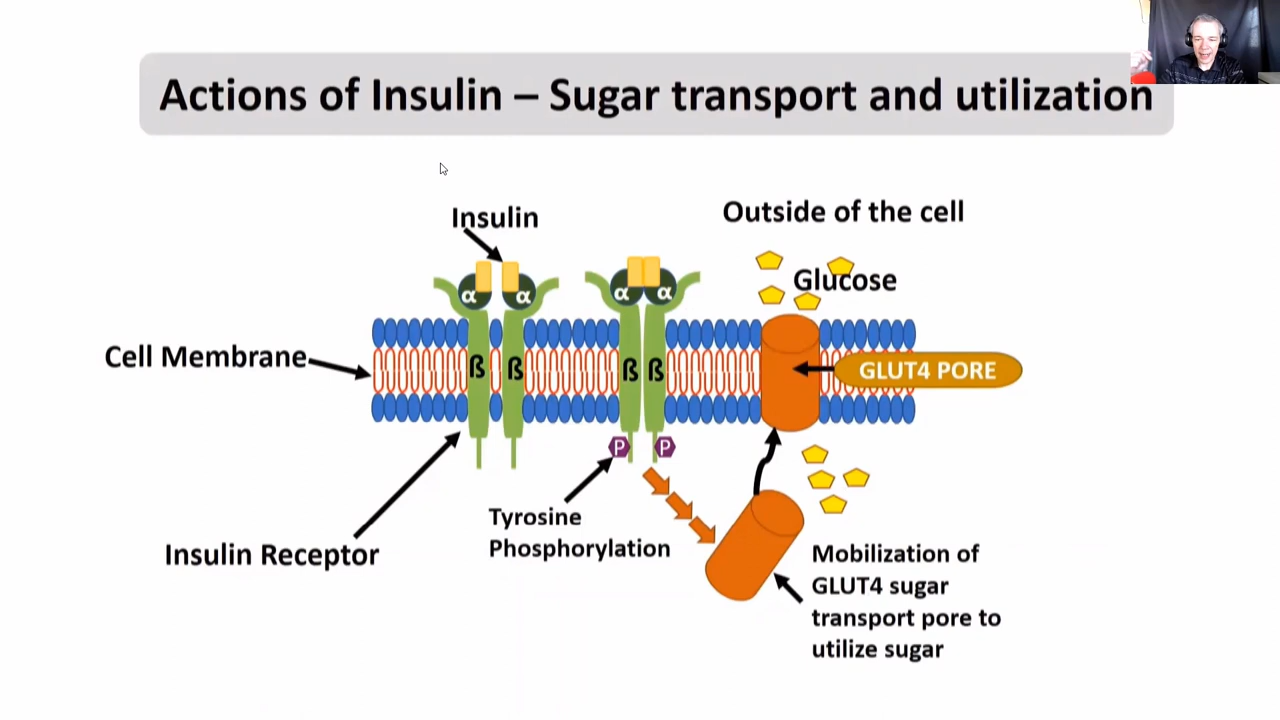 Actions of Insulin – Sugar transport and utilization
Insulin
Outside of the cell
Glucose
α
α
α
α
Cell Membrane
ß
ß
ß
ß
GLUT4 PORE
P
P
Tyrosine
Phosphorylation
Insulin Receptor
Mobilization of
GLUT4 sugar
transport pore to
utilize sugar